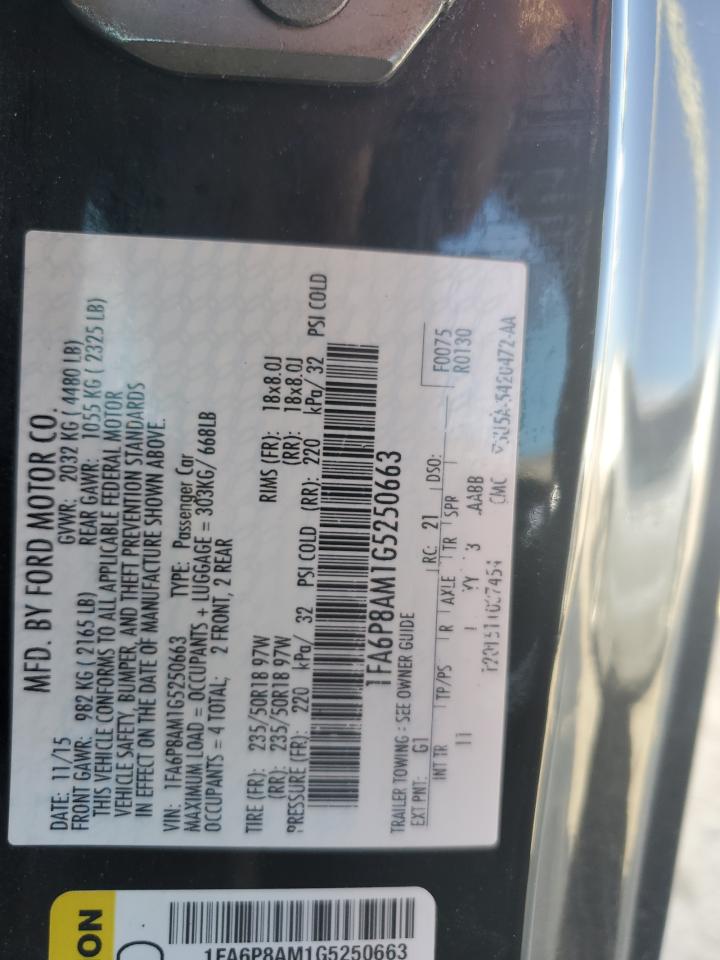 MFD. BY FORD MOTOR CO.
DATE: 11/15 GVWR: 2032 KG ( 4480 LB)
FRONT GAWR: 982 KG ( 2165 LB) REAR GAWR: 1055 KG ( 2325 LB)
THIS VEHICLE CONFORMS TO ALL APPLICABLE FEDERAL MOTOR
VEHICLE SAFETY, BUMPER, AND THEFT PREVENTION STANDARDS
IN EFFECT ON THE DATE OF MANUFACTURE SHOWN ABOVE.
VIN: 1FA6P8AM1G5250663 TYPE: Passenger Car
MAXIMUM LOAD = OCCUPANTS + LUGGAGE = 303KG/ 668LB
OCCUPANTS = 4 TOTAL; 2 FRONT, 2 REAR
TIRE (FR): 235/50R18 97W RIMS (FR): 18x8.0J
(RR): 235/50R18 97W (RR): 18x8.0J
PRESSURE (FR): 220 kPa/ 32 PSI COLD (RR): 220 kPa/ 32 PSI COLD
1FA6P8AM1G5250663
TRAILER TOWING : SEE OWNER GUIDE
EXT PNT: G1 RC: 21 DSO: F0075
INT TR TP/PS R AXLE TR SPR R0130
11 YY 3 AABB
CMC
ON
1FA6P8AM1G5250663